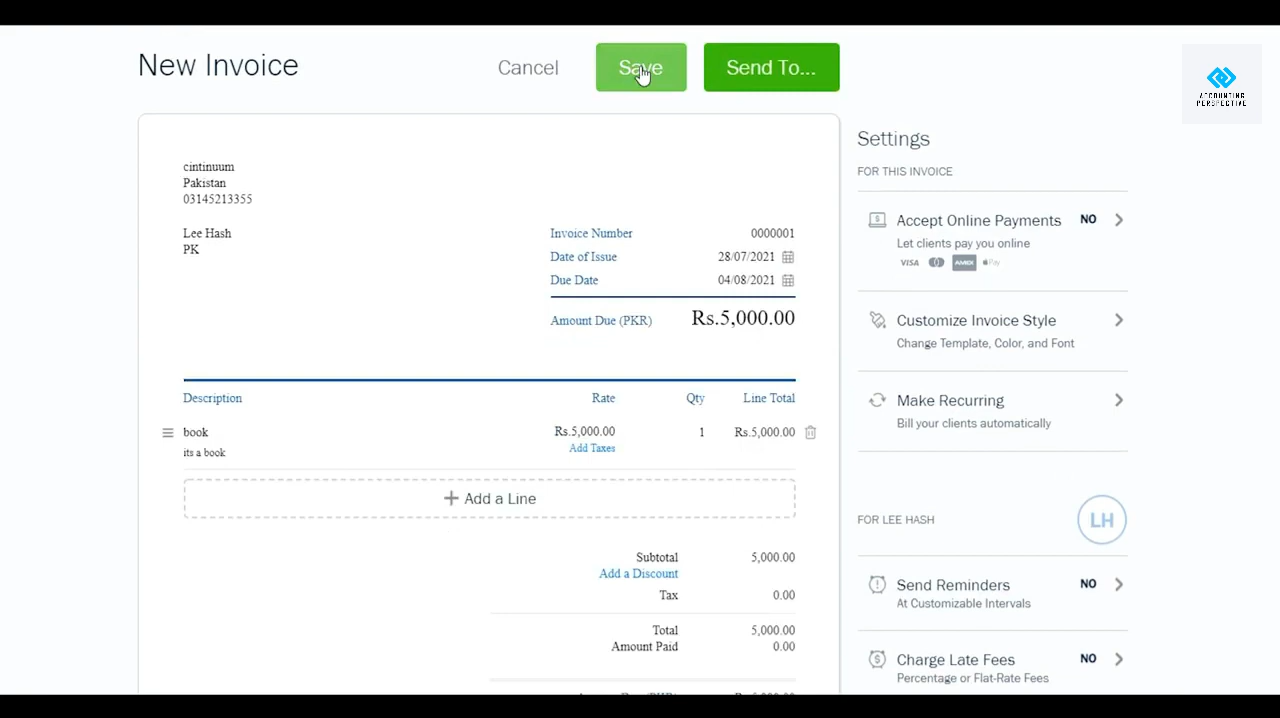 New Invoice
Cancel
Save
Send To...
ACCOUNTING
PERSPECTIVE
cintinuum
Pakistan
03145213355
Lee Hash
PK
Invoice Number 0000001
Date of Issue 28/07/2021
Due Date 04/08/2021
Amount Due (PKR) Rs.5,000.00
Description Rate Qty Line Total
book Rs.5,000.00 1 Rs.5,000.00
its a book Add Taxes
Add a Line
Subtotal 5,000.00
Add a Discount
Tax 0.00
Total 5,000.00
Amount Paid 0.00
Settings
FOR THIS INVOICE
Accept Online Payments NO
Let clients pay you online
VISA AMEX Pay
Customize Invoice Style
Change Template, Color, and Font
Make Recurring
Bill your clients automatically
FOR LEE HASH LH
Send Reminders NO
At Customizable Intervals
Charge Late Fees NO
Percentage or Flat-Rate Fees